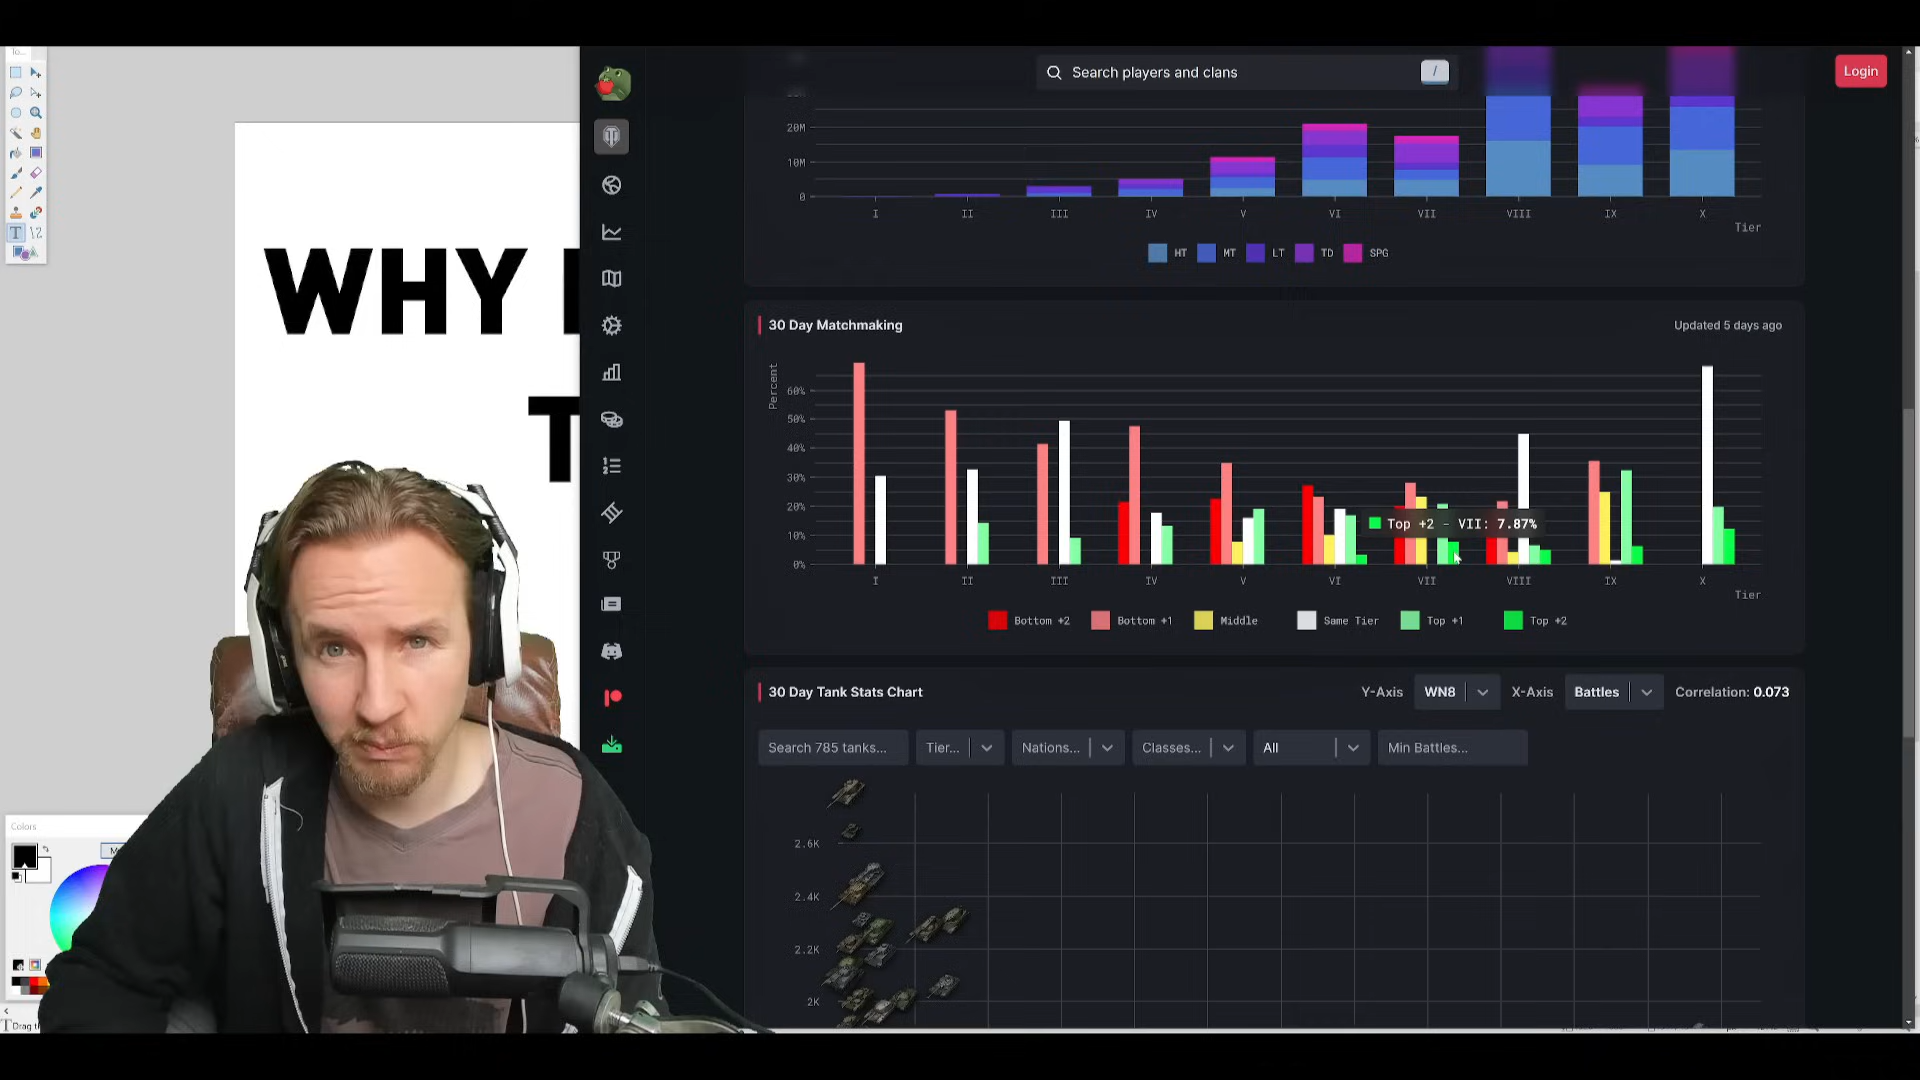 To...
WHY
T
Colors
Search players and clans
/
Login
20M
10M
0
I II III IV V VI VII VIII IX X
Tier
HT MT LT TD SPG
30 Day Matchmaking
Updated 5 days ago
Percent
60%
50%
40%
30%
20%
10%
0%
Top +2 - VII: 7.87%
I II III IV V VI VII VIII IX X
Tier
Bottom +2 Bottom +1 Middle Same Tier Top +1 Top +2
30 Day Tank Stats Chart
Y-Axis WN8 X-Axis Battles Correlation: 0.073
Search 785 tanks... Tier... Nations... Classes... All Min Battles...
2.6K
2.4K
2.2K
2K